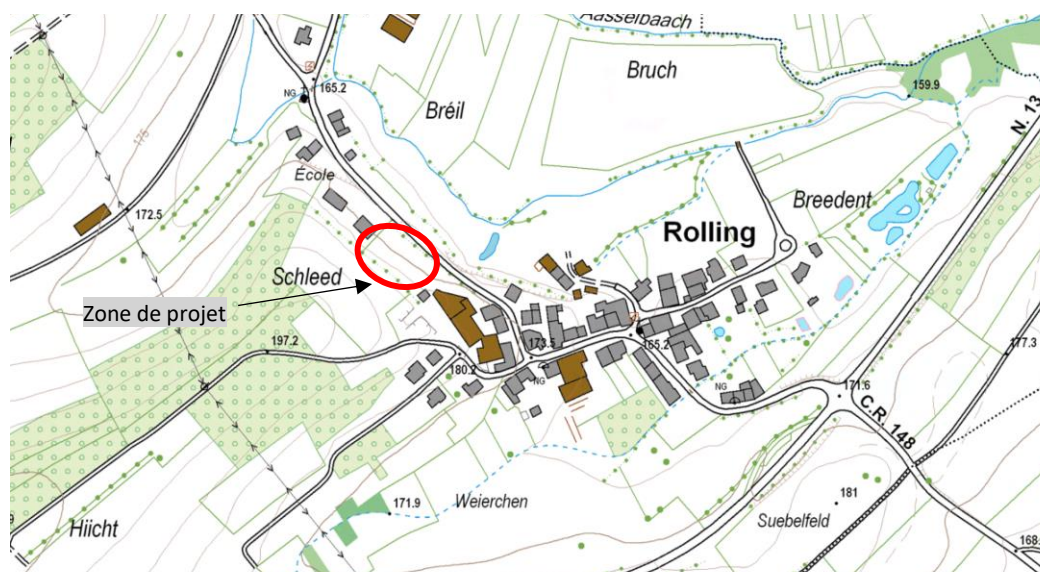 Aasselbaach
Bruch
159.9
N. 13
NG
165.2
Bréil
175
École
Breedent
172.5
Rolling
Schleed
Zone de projet
197.2
180.2
173.5
165.2
177.3
NG
NG
171.6
C.R. 148
Hiicht
171.9
Weierchen
181
Suebelfeld
168.